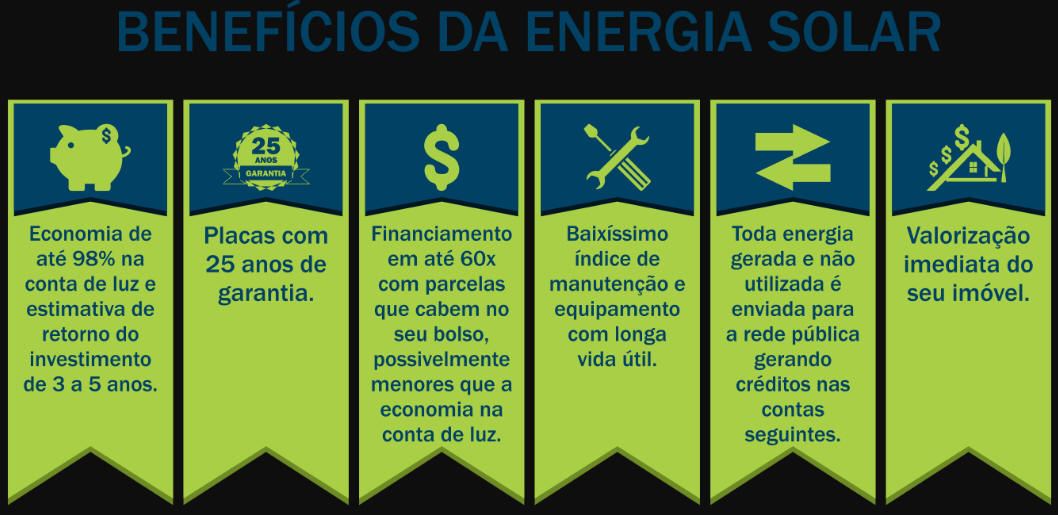 BENEFÍCIOS DA ENERGIA SOLAR
$
25
ANOS
GARANTIA
$
$
$
$
Economia de
até 98% na
conta de luz e
estimativa de
retorno do
investimento
de 3 a 5 anos.
Placas com
25 anos de
garantia.
Financiamento
em até 60x
com parcelas
que cabem no
seu bolso,
possivelmente
menores que a
economia na
conta de luz.
Baixíssimo
índice de
manutenção e
equipamento
com longa
vida útil.
Toda energia
gerada e não
utilizada é
enviada para
a rede pública
gerando
créditos nas
contas
seguintes.
Valorização
imediata do
seu imóvel.